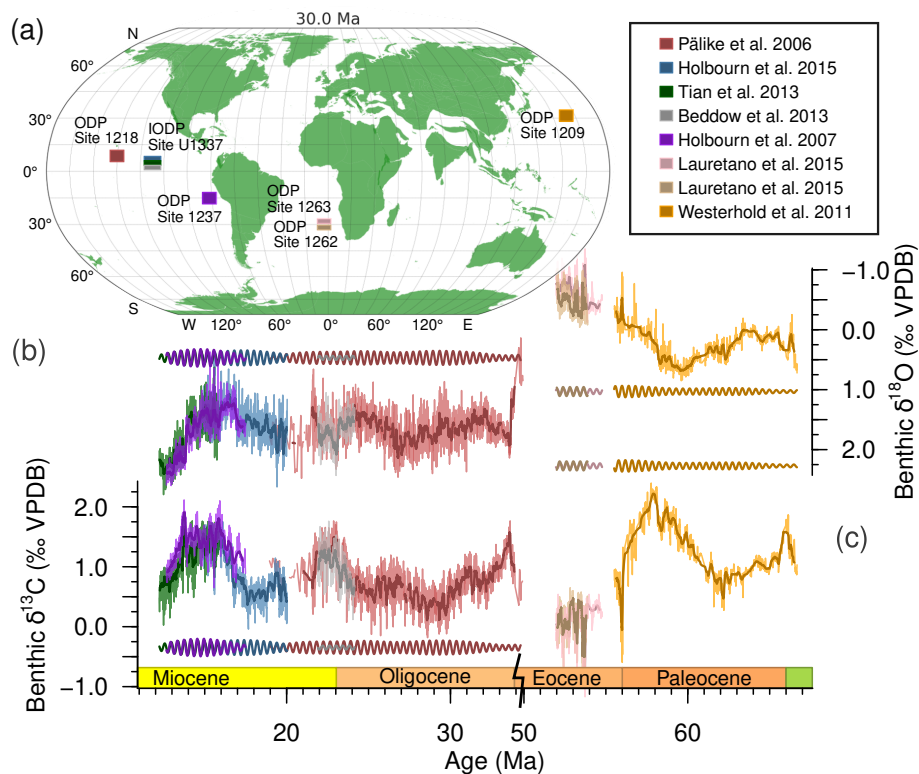 (a)
30.0 Ma
N
60°
30°
0°
30°
60°
S
W
120°
60°
0°
60°
120°
E
ODP
Site 1218
IODP
Site U1337
ODP
Site 1237
ODP
Site 1263
ODP
Site 1262
ODP
Site 1209
Pälike et al. 2006
Holbourn et al. 2015
Tian et al. 2013
Beddow et al. 2013
Holbourn et al. 2007
Lauretano et al. 2015
Lauretano et al. 2015
Westerhold et al. 2011
(b)
−1.0
0.0
1.0
2.0
Benthic δ¹⁸O (‰ VPDB)
(c)
2.0
1.0
0.0
−1.0
Benthic δ¹³C (‰ VPDB)
Miocene
Oligocene
Eocene
Paleocene
20
30
50
60
Age (Ma)